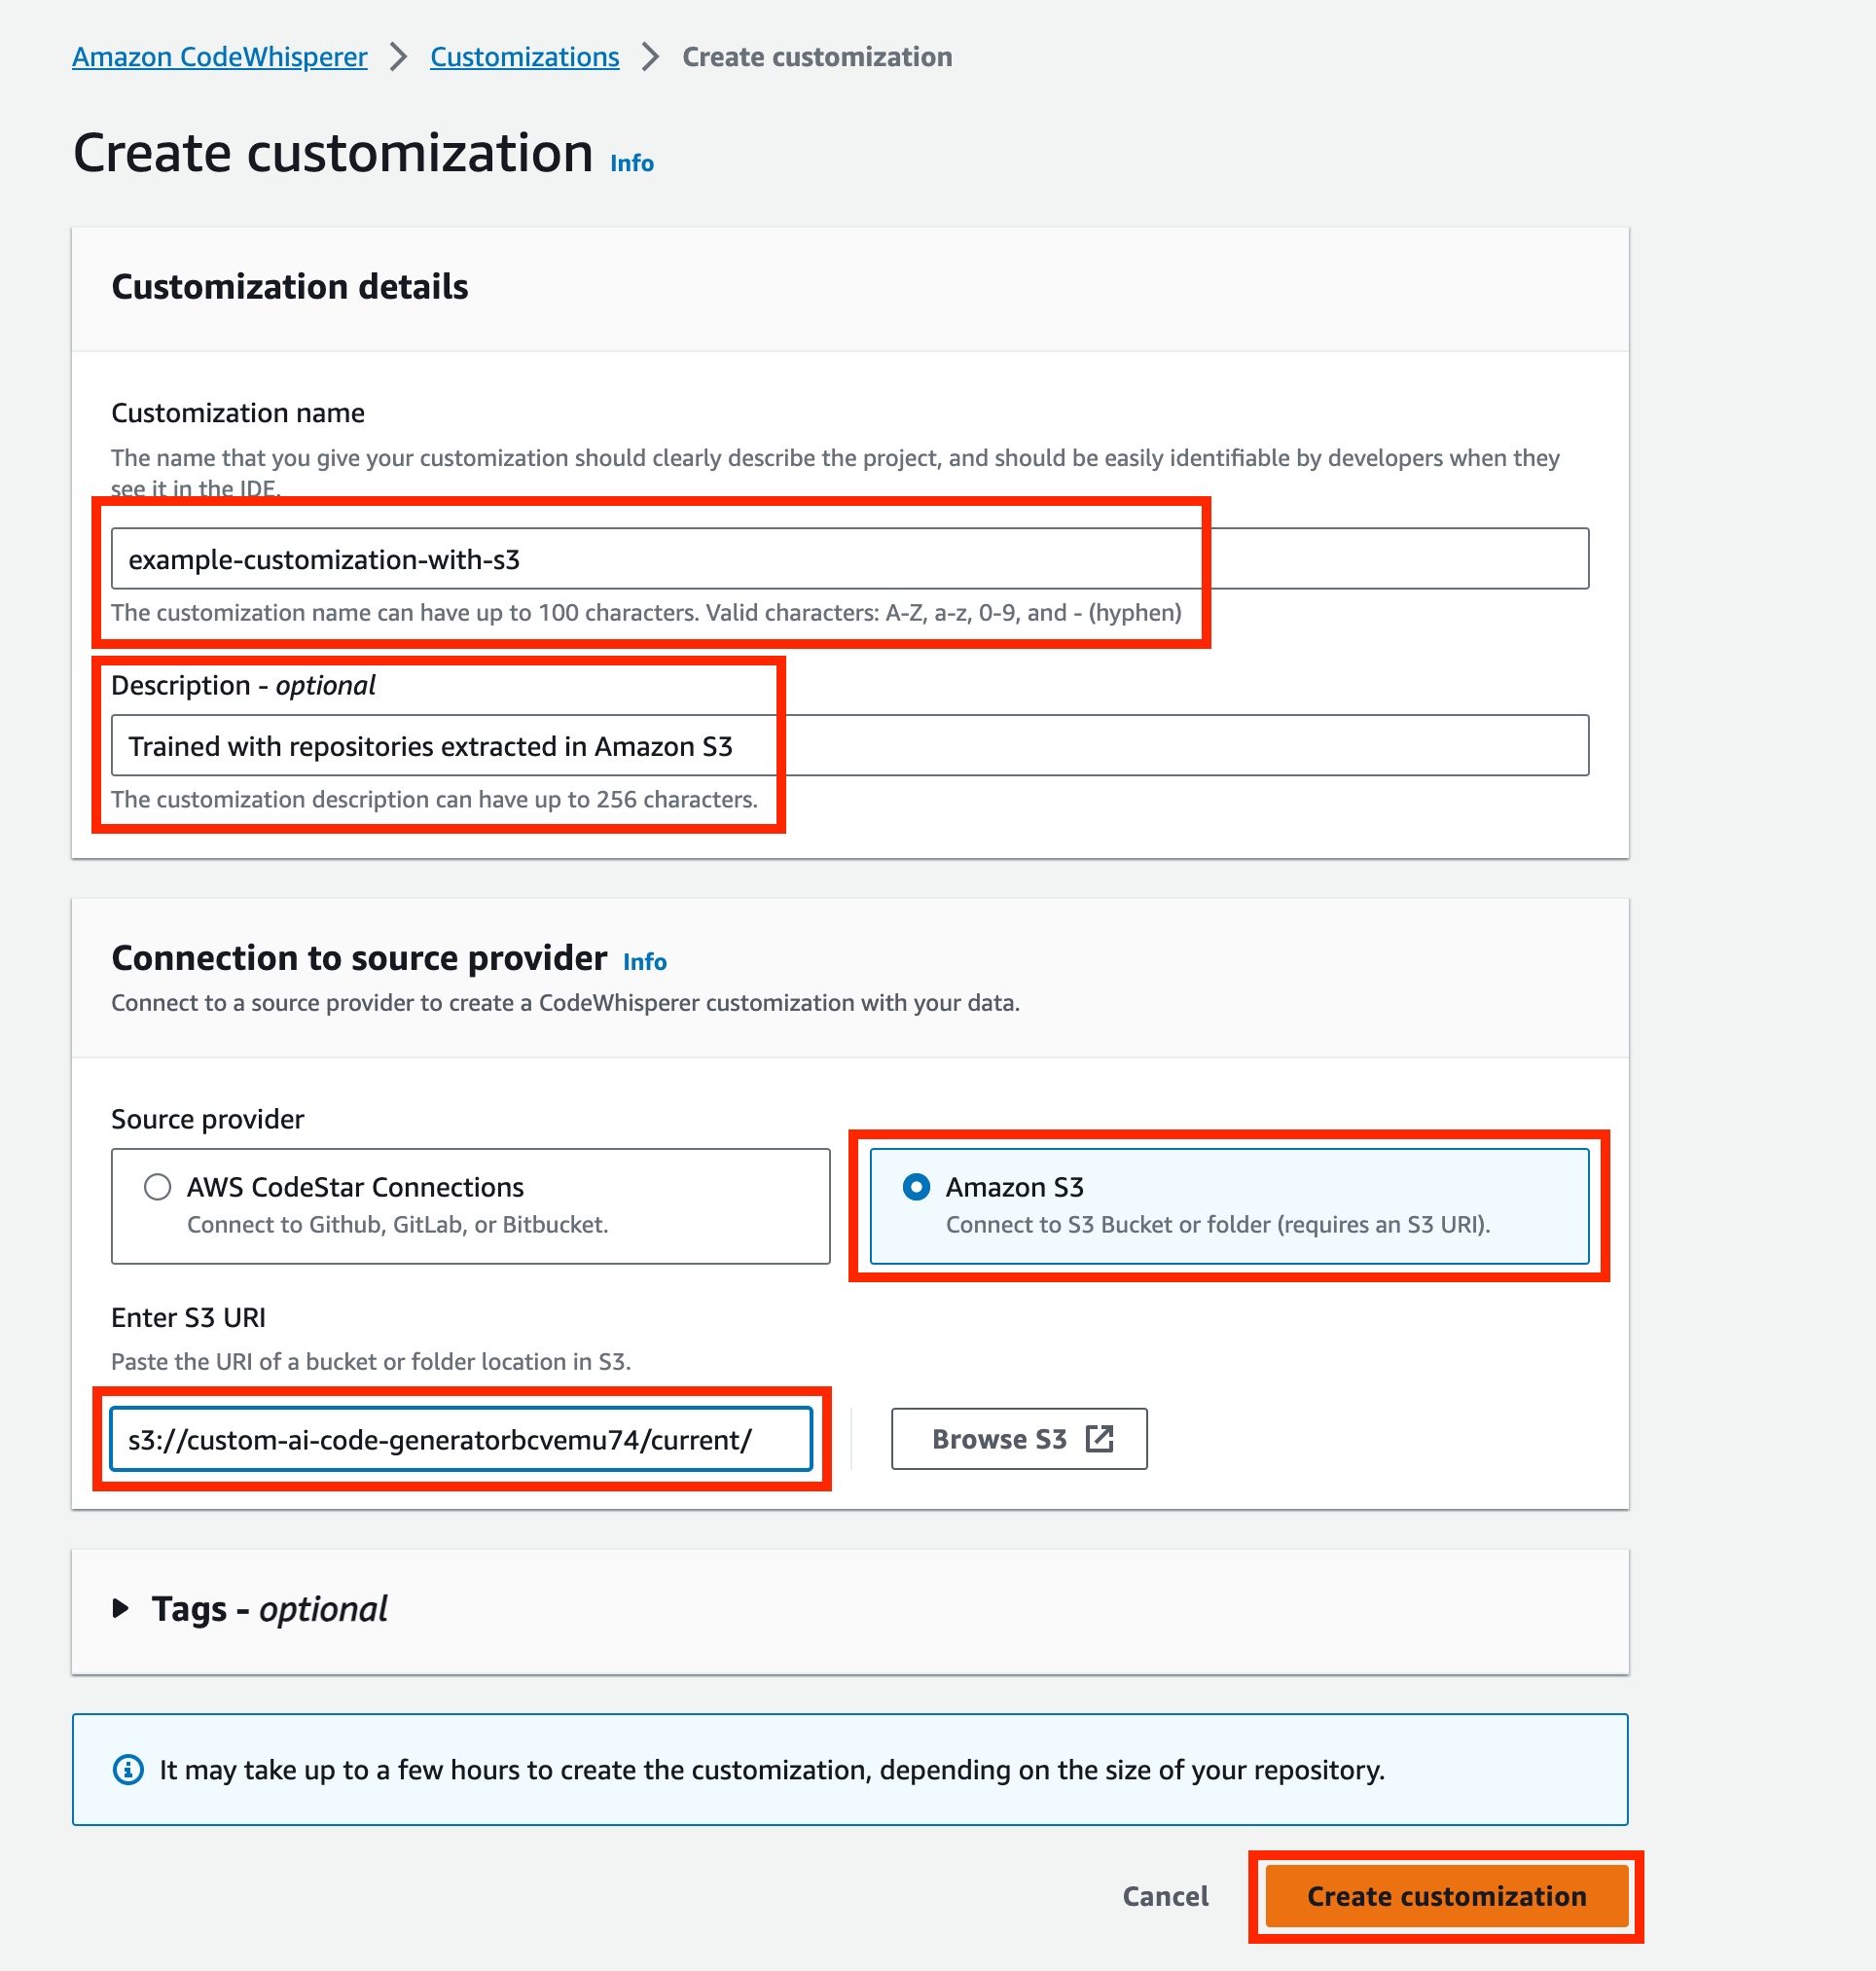 Amazon CodeWhisperer > Customizations > Create customization
Create customization Info
Customization details
Customization name
The name that you give your customization should clearly describe the project, and should be easily identifiable by developers when they
see it in the IDE.
example-customization-with-s3
The customization name can have up to 100 characters. Valid characters: A-Z, a-z, 0-9, and - (hyphen)
Description - optional
Trained with repositories extracted in Amazon S3
The customization description can have up to 256 characters.
Connection to source provider Info
Connect to a source provider to create a CodeWhisperer customization with your data.
Source provider
AWS CodeStar Connections
Connect to Github, GitLab, or Bitbucket.
Amazon S3
Connect to S3 Bucket or folder (requires an S3 URI).
Enter S3 URI
Paste the URI of a bucket or folder location in S3.
s3://custom-ai-code-generatorbcvemu74/current/
Browse S3
Tags - optional
It may take up to a few hours to create the customization, depending on the size of your repository.
Cancel
Create customization